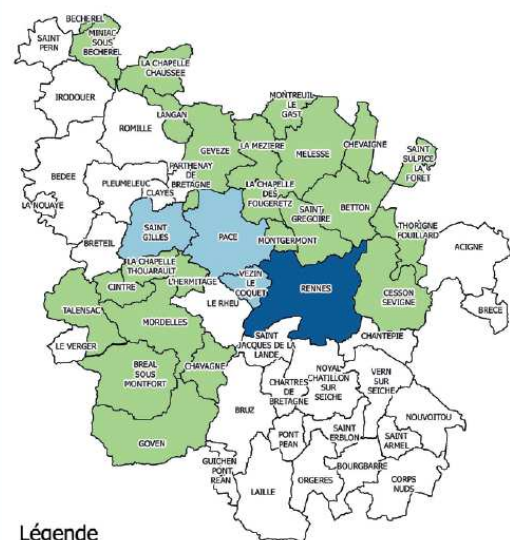 BECHEREL
SAINT
PERN
MINIAC
SOUS
BECHEREL
LA CHAPELLE
CHAUSSEE
IRODOUER
LANGAN
ROMILLE
MONTREUIL
LE
GAST
GEVEZE
LA MEZIERE
MELESSE
CHEVAIGNE
SAINT
SULPICE
LA
FORET
BEDEE
PLEUMELEUC
CLAYES
PARTHENAY
DE
BRETAGNE
LA CHAPELLE
DES
FOUGERETZ
SAINT
GREGOIRE
BETTON
THORIGNE
FOUILLARD
LA NOUAYE
BRETEIL
SAINT
GILLES
PACE
MONTGERMONT
ACIGNE
LA CHAPELLE
THOUARAULT
L'HERMITAGE
VEZIN
LE
COQUET
RENNES
CESSON
SEVIGNE
CINTRE
LE RHEU
BRECE
TALENSAC
MORDELLES
LE VERGER
SAINT
JACQUES DE LA
LANDE
CHANTEPIE
BREAL
SOUS
MONTFORT
CHAVAGNE
CHARTRES
DE
BRETAGNE
NOYAL
CHATILLON
SUR
SEICHE
VERN
SUR
SEICHE
BRUZ
NOUVOITOU
GOVEN
PONT
PEAN
SAINT
ERBLON
SAINT
ARMEL
GUICHEN
PONT
REAN
BOURGBARRE
LAILLE
ORGERES
CORPS
NUDS
Légende